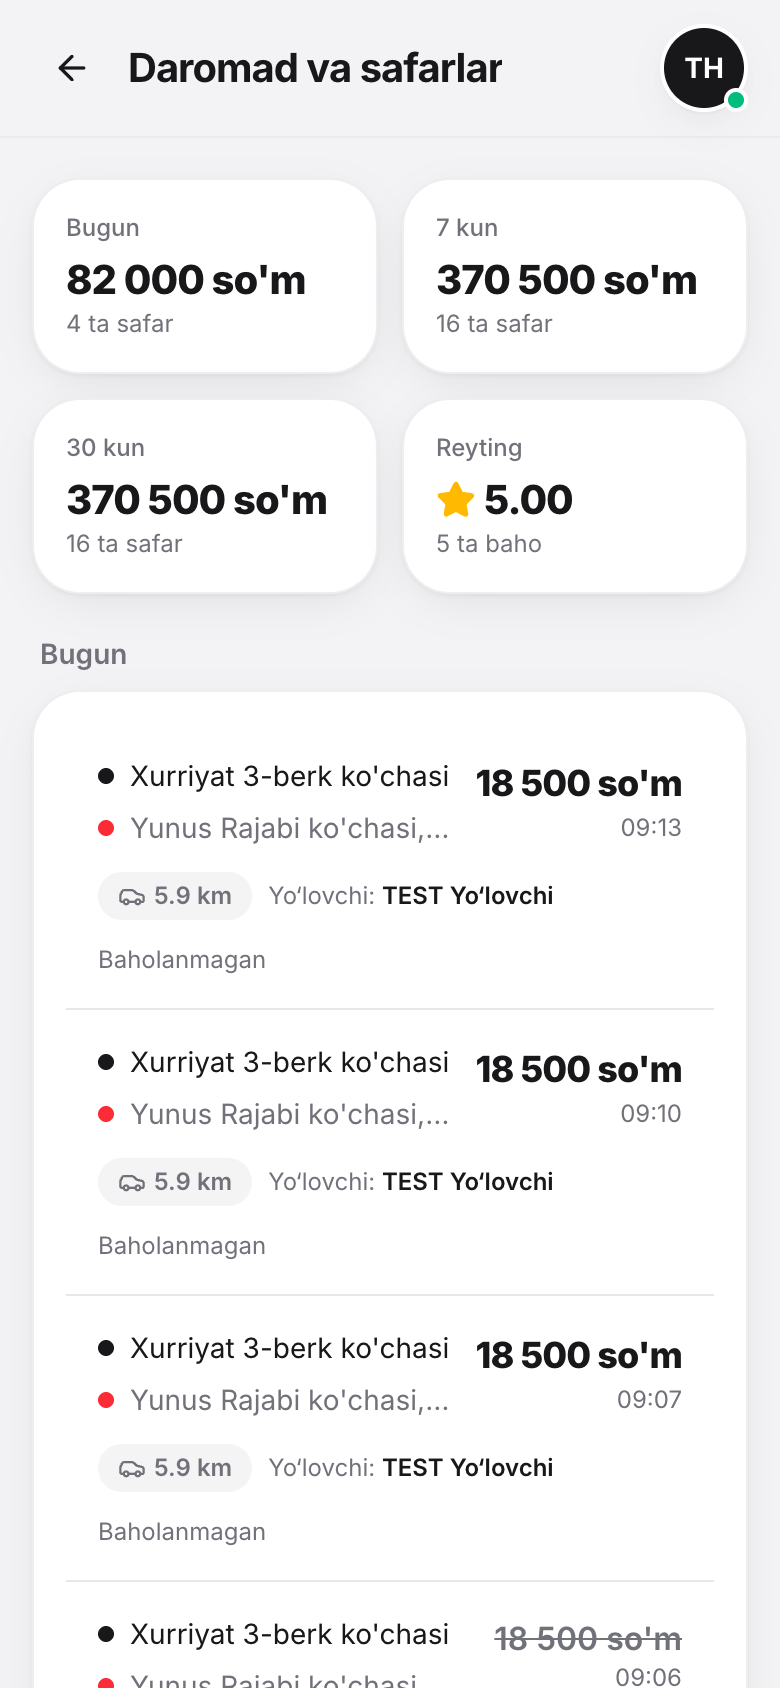 Daromad va safarlar
TH
Bugun
82 000 so'm
4 ta safar
7 kun
370 500 so'm
16 ta safar
30 kun
370 500 so'm
16 ta safar
Reyting
5.00
5 ta baho
Bugun
Xurriyat 3-berk ko'chasi
18 500 so'm
Yunus Rajabi ko'chasi,...
09:13
5.9 km
Yo‘lovchi: TEST Yo‘lovchi
Baholanmagan
Xurriyat 3-berk ko'chasi
18 500 so'm
Yunus Rajabi ko'chasi,...
09:10
5.9 km
Yo‘lovchi: TEST Yo‘lovchi
Baholanmagan
Xurriyat 3-berk ko'chasi
18 500 so'm
Yunus Rajabi ko'chasi,...
09:07
5.9 km
Yo‘lovchi: TEST Yo‘lovchi
Baholanmagan
Xurriyat 3-berk ko'chasi
18 500 so'm
Yunus Rajabi ko'chasi
09:06